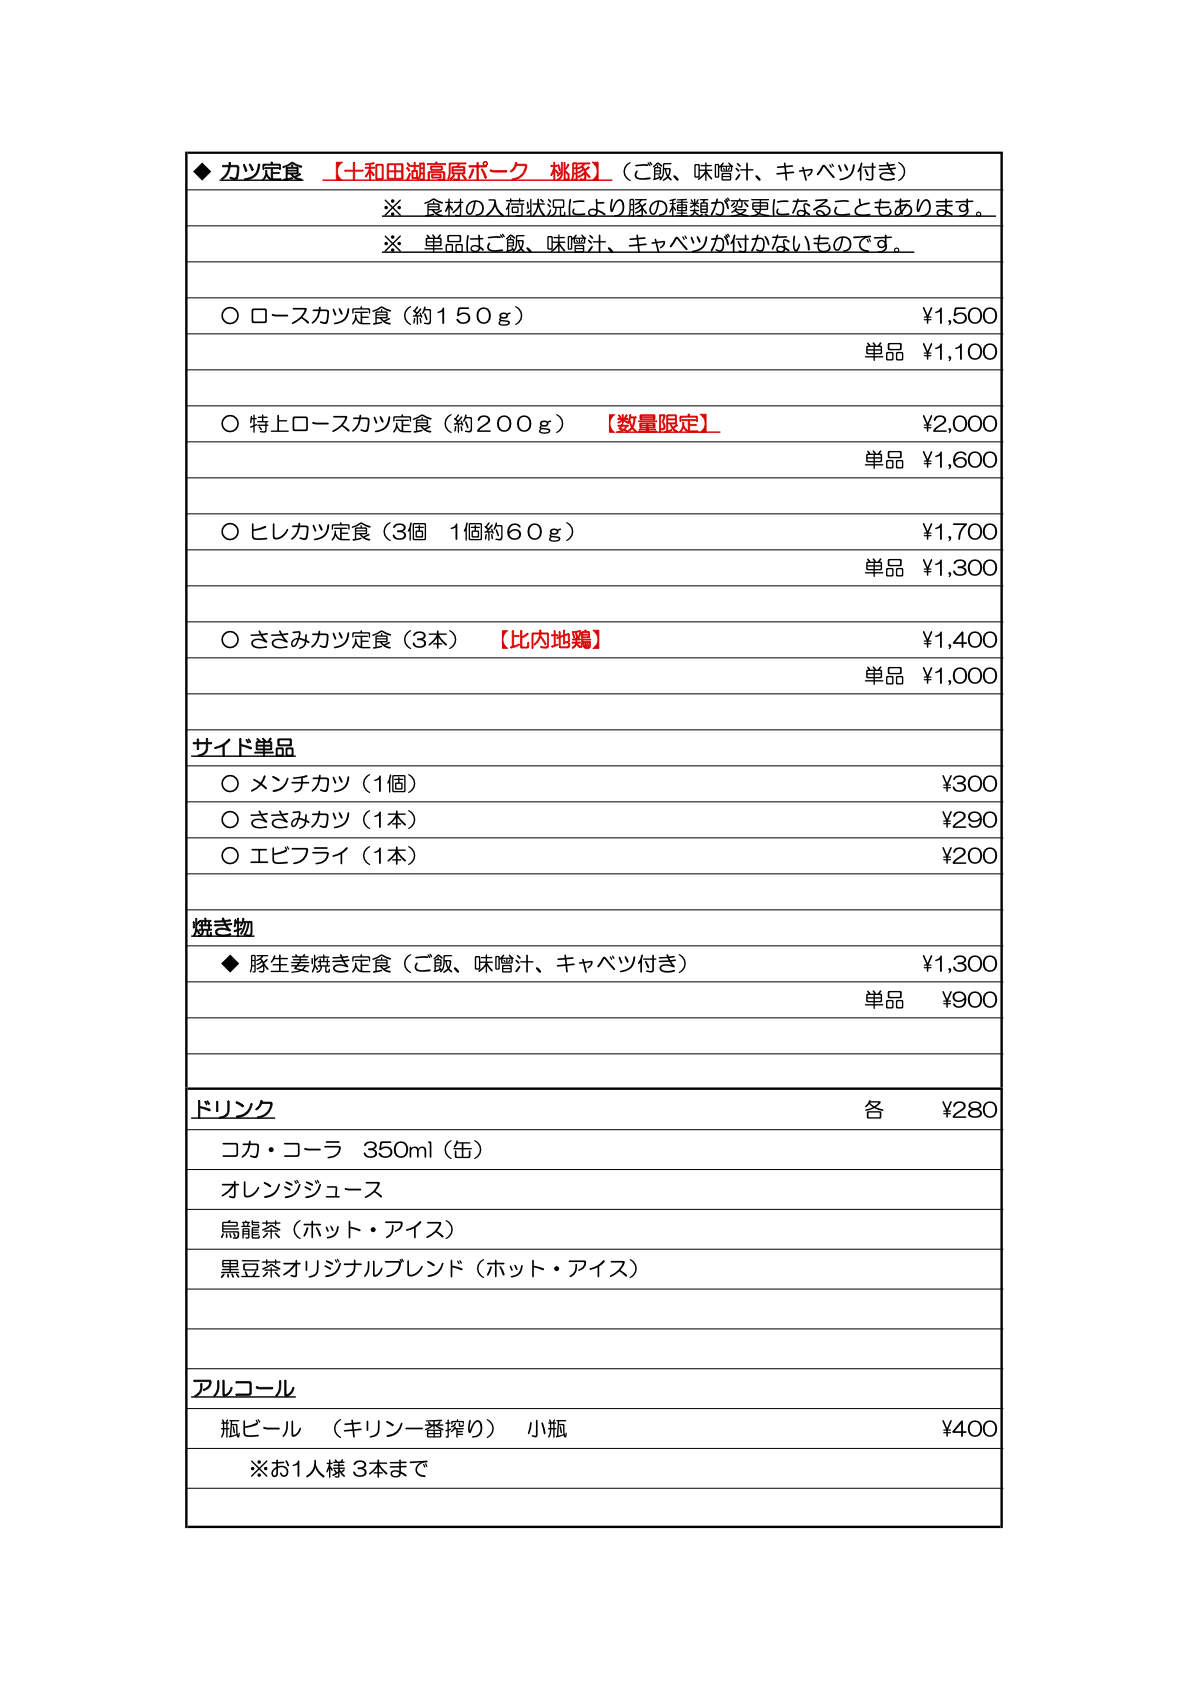 ◆ カツ定食　【十和田湖高原ポーク　桃豚】（ご飯、味噌汁、キャベツ付き）
※　食材の入荷状況により豚の種類が変更になることもあります。
※　単品はご飯、味噌汁、キャベツが付かないものです。
〇 ロースカツ定食（約１５０ｇ） ¥1,500
単品 ¥1,100
〇 特上ロースカツ定食（約２００ｇ）　【数量限定】 ¥2,000
単品 ¥1,600
〇 ヒレカツ定食（3個　1個約６０ｇ） ¥1,700
単品 ¥1,300
〇 ささみカツ定食（3本）　【比内地鶏】 ¥1,400
単品 ¥1,000
サイド単品
〇 メンチカツ（1個） ¥300
〇 ささみカツ（1本） ¥290
〇 エビフライ（1本） ¥200
焼き物
◆ 豚生姜焼き定食（ご飯、味噌汁、キャベツ付き） ¥1,300
単品 ¥900
ドリンク 各 ¥280
コカ・コーラ　350ml（缶）
オレンジジュース
烏龍茶（ホット・アイス）
黒豆茶オリジナルブレンド（ホット・アイス）
アルコール
瓶ビール　（キリン一番搾り）　小瓶 ¥400
※お1人様 3本まで